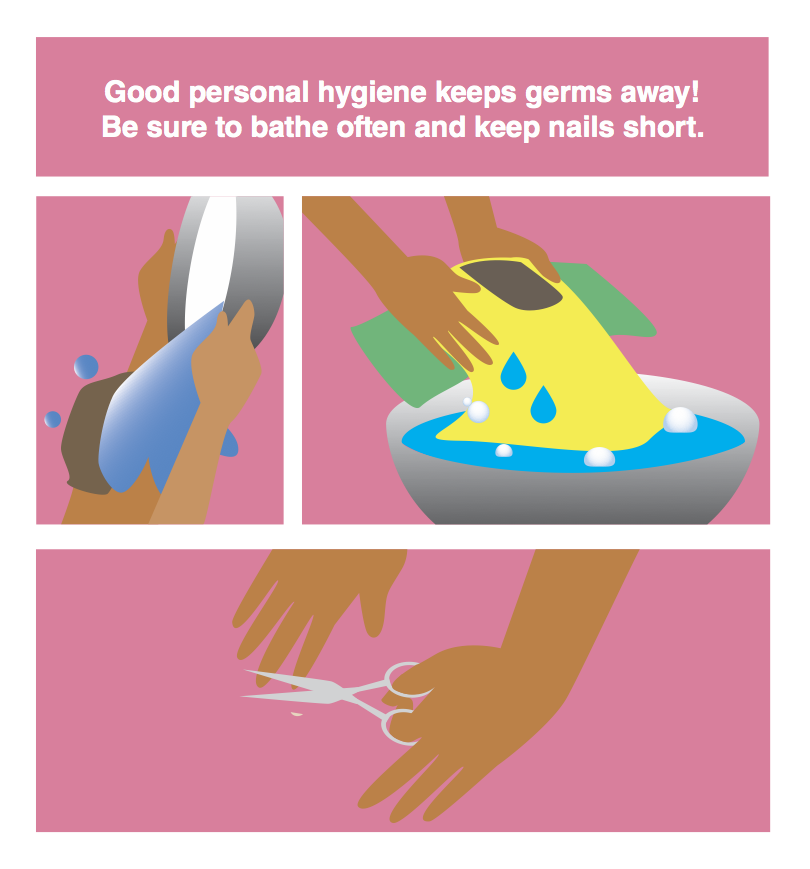 Good personal hygiene keeps germs away!
Be sure to bathe often and keep nails short.